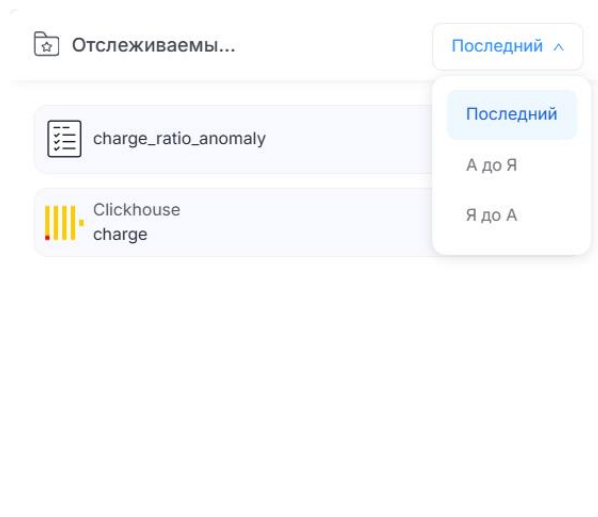 Отслеживаемы...
Последний
Последний
А до Я
Я до А
charge_ratio_anomaly
Clickhouse
charge